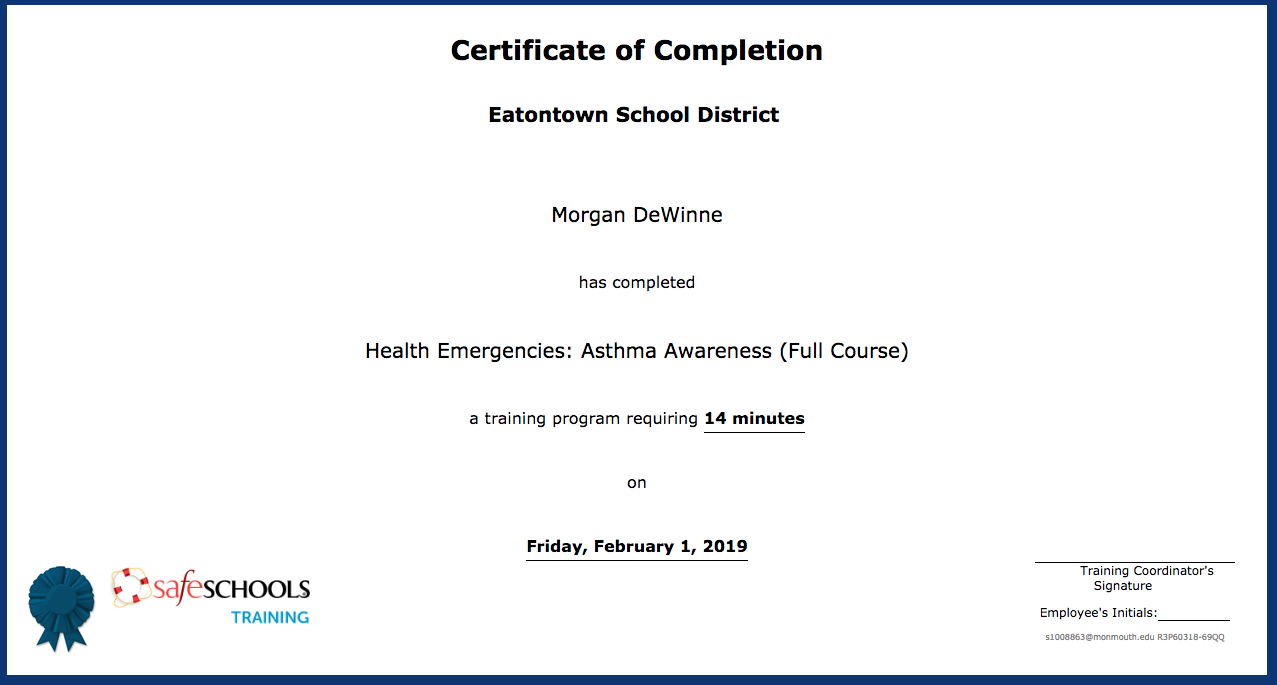 Certificate of Completion
Eatontown School District
Morgan DeWinne
has completed
Health Emergencies: Asthma Awareness (Full Course)
a training program requiring 14 minutes
on
Friday, February 1, 2019
safeSCHOOLS
TRAINING
Training Coordinator's
Signature
Employee's Initials:
s1008863@monmouth.edu R3P60318-69QQ